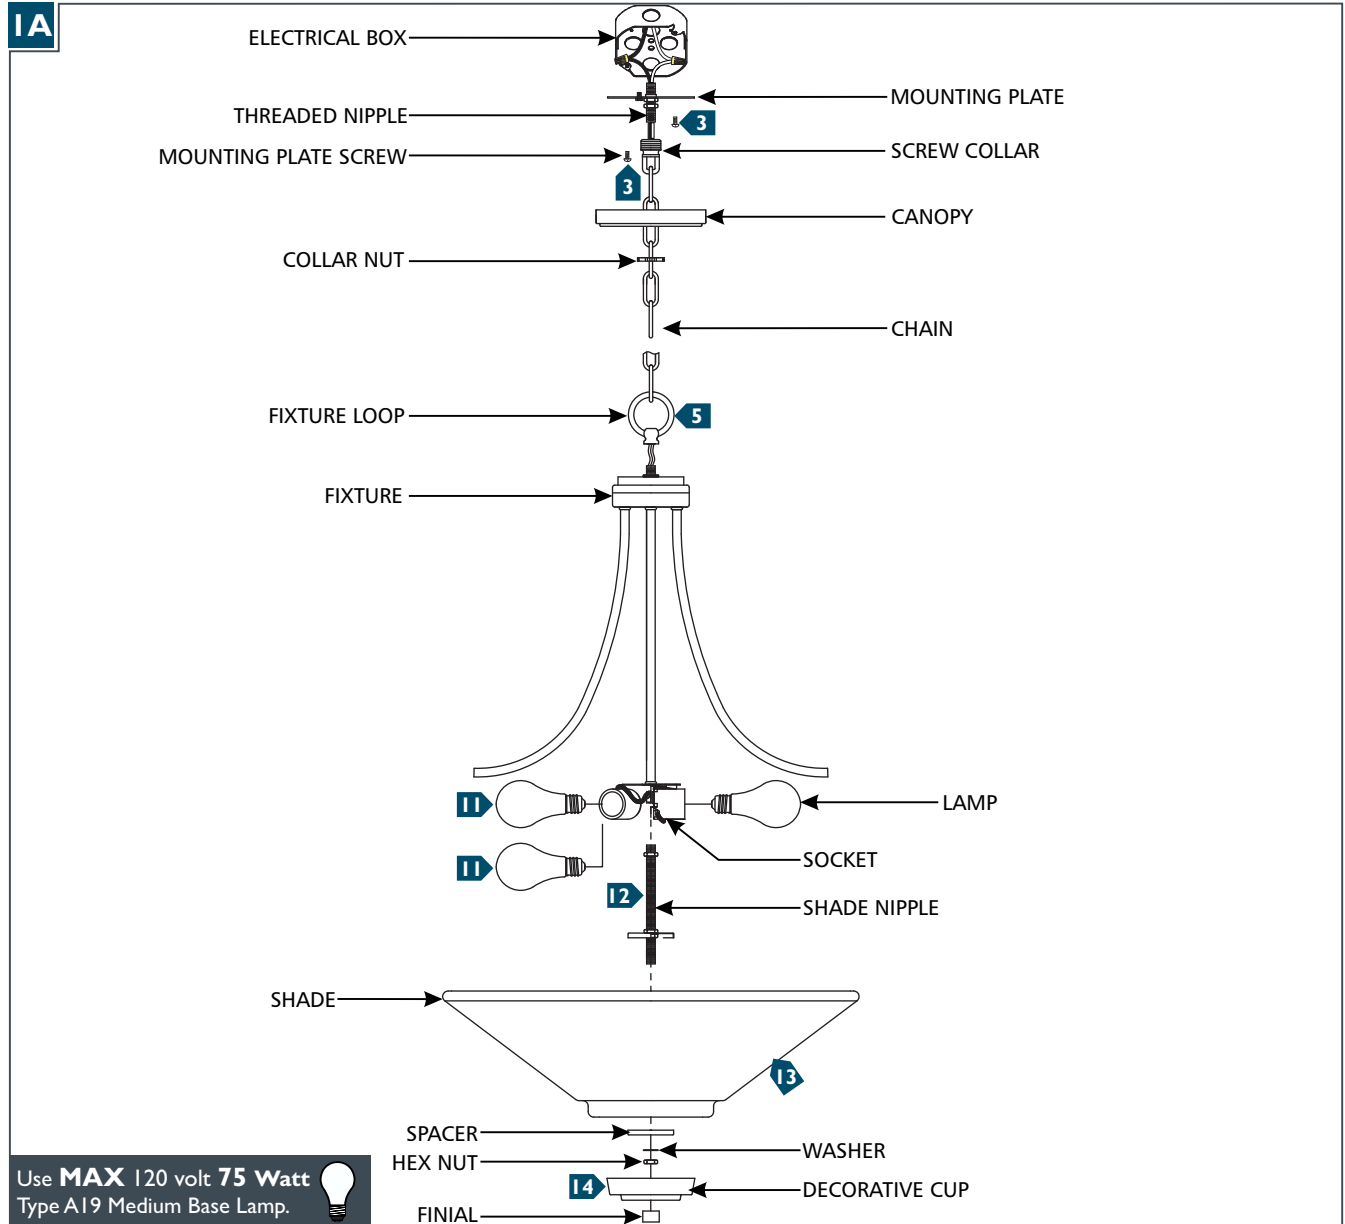 1A
ELECTRICAL BOX
MOUNTING PLATE
THREADED NIPPLE
3
MOUNTING PLATE SCREW
SCREW COLLAR
3
CANOPY
COLLAR NUT
CHAIN
FIXTURE LOOP
5
FIXTURE
11
LAMP
SOCKET
11
12
SHADE NIPPLE
SHADE
13
SPACER
WASHER
HEX NUT
14
DECORATIVE CUP
FINIAL
Use MAX 120 volt 75 Watt
Type A19 Medium Base Lamp.